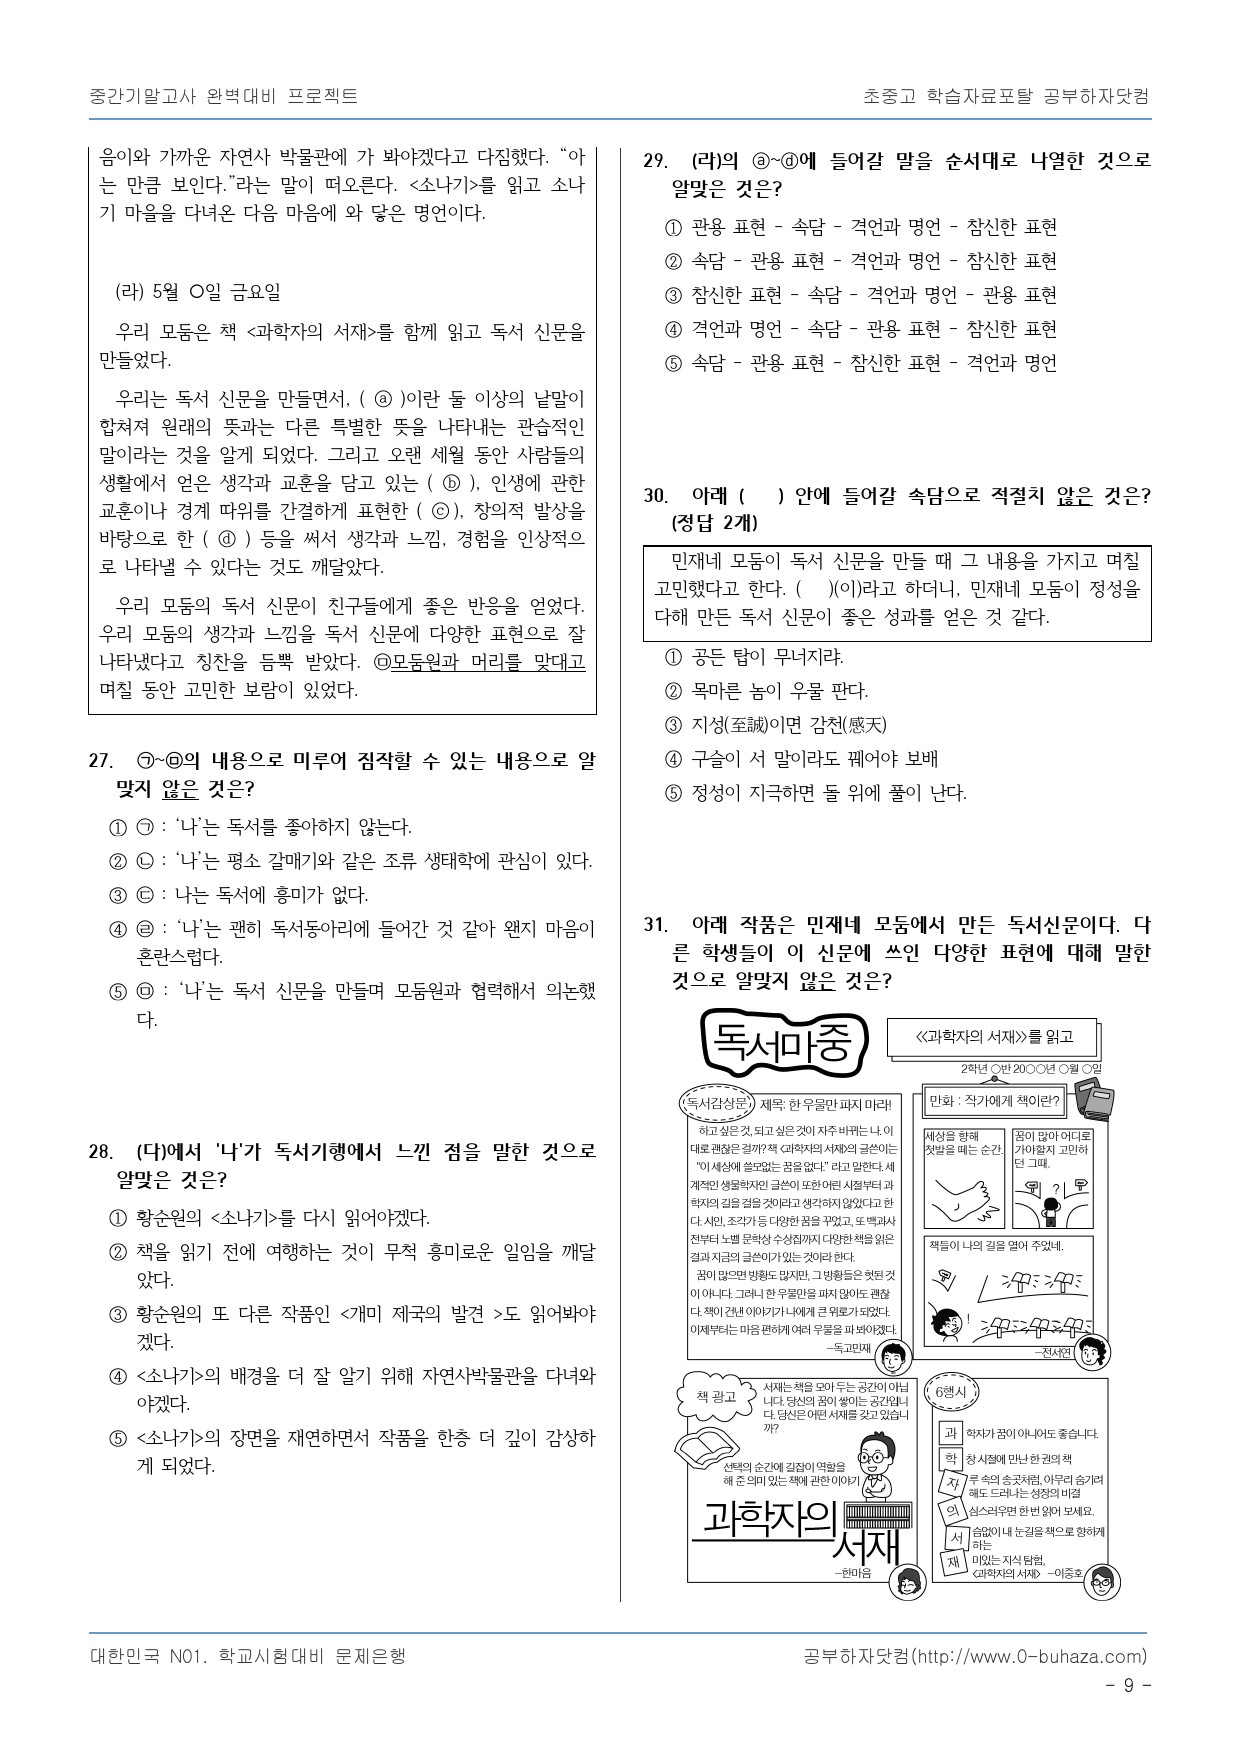 중간기말고사 완벽대비 프로젝트
초중고 학습자료포탈 공부하자닷컴
음이와 가까운 자연사 박물관에 가 봐야겠다고 다짐했다. “아
는 만큼 보인다.”라는 말이 떠오른다. <소나기>를 읽고 소나
기 마을을 다녀온 다음 마음에 와 닿은 명언이다.
(라) 5월 ○일 금요일
우리 모둠은 책 <과학자의 서재>를 함께 읽고 독서 신문을
만들었다.
우리는 독서 신문을 만들면서, ( ⓐ )이란 둘 이상의 낱말이
합쳐져 원래의 뜻과는 다른 특별한 뜻을 나타내는 관습적인
말이라는 것을 알게 되었다. 그리고 오랜 세월 동안 사람들의
생활에서 얻은 생각과 교훈을 담고 있는 ( ⓑ ), 인생에 관한
교훈이나 경계 따위를 간결하게 표현한 ( ⓒ ), 창의적 발상을
바탕으로 한 ( ⓓ ) 등을 써서 생각과 느낌, 경험을 인상적으
로 나타낼 수 있다는 것도 깨달았다.
우리 모둠의 독서 신문이 친구들에게 좋은 반응을 얻었다.
우리 모둠의 생각과 느낌을 독서 신문에 다양한 표현으로 잘
나타냈다고 칭찬을 듬뿍 받았다. ㉤모둠원과 머리를 맞대고
며칠 동안 고민한 보람이 있었다.
27. ㉠~㉤의 내용으로 미루어 짐작할 수 있는 내용으로 알
맞지 않은 것은?
① ㉠ : ‘나’는 독서를 좋아하지 않는다.
② ㉡ : ‘나’는 평소 갈매기와 같은 조류 생태학에 관심이 있다.
③ ㉢ : 나는 독서에 흥미가 없다.
④ ㉣ : ‘나’는 괜히 독서동아리에 들어간 것 같아 왠지 마음이
혼란스럽다.
⑤ ㉤ : ‘나’는 독서 신문을 만들며 모둠원과 협력해서 의논했
다.
28. (다)에서 '나'가 독서기행에서 느낀 점을 말한 것으로
알맞은 것은?
① 황순원의 <소나기>를 다시 읽어야겠다.
② 책을 읽기 전에 여행하는 것이 무척 흥미로운 일임을 깨달
았다.
③ 황순원의 또 다른 작품인 <개미 제국의 발견 >도 읽어봐야
겠다.
④ <소나기>의 배경을 더 잘 알기 위해 자연사박물관을 다녀와
야겠다.
⑤ <소나기>의 장면을 재연하면서 작품을 한층 더 깊이 감상하
게 되었다.
29. (라)의 ⓐ~ⓓ에 들어갈 말을 순서대로 나열한 것으로
알맞은 것은?
① 관용 표현 - 속담 - 격언과 명언 - 참신한 표현
② 속담 - 관용 표현 - 격언과 명언 - 참신한 표현
③ 참신한 표현 - 속담 - 격언과 명언 - 관용 표현
④ 격언과 명언 - 속담 - 관용 표현 - 참신한 표현
⑤ 속담 - 관용 표현 - 참신한 표현 - 격언과 명언
30. 아래 ( ) 안에 들어갈 속담으로 적절치 않은 것은?
(정답 2개)
민재네 모둠이 독서 신문을 만들 때 그 내용을 가지고 며칠
고민했다고 한다. ( )(이)라고 하더니, 민재네 모둠이 정성을
다해 만든 독서 신문이 좋은 성과를 얻은 것 같다.
① 공든 탑이 무너지랴.
② 목마른 놈이 우물 판다.
③ 지성(至誠)이면 감천(感天)
④ 구슬이 서 말이라도 꿰어야 보배
⑤ 정성이 지극하면 돌 위에 풀이 난다.
31. 아래 작품은 민재네 모둠에서 만든 독서신문이다. 다
른 학생들이 이 신문에 쓰인 다양한 표현에 대해 말한
것으로 알맞지 않은 것은?
독서마중
《과학자의 서재》를 읽고
2학년 ○반 20○○년 ○월 ○일
독서감상문
제목: 한 우물만 파지 마라!
하고 싶은 것, 되고 싶은 것이 자주 바뀌는 나. 이
대로 괜찮은 걸까? 책 <과학자의 서재>의 글쓴이는
“이 세상에 쓸모없는 꿈을 없다.” 라고 말한다. 세
계적인 생물학자인 글쓴이 또한 어린 시절부터 과
학자의 길을 걸을 것이라고 생각하지 않았다고 한
다. 시인, 조각가 등 다양한 꿈을 꾸었고, 또 백과사
전부터 노벨 문학상 수상집까지 다양한 책을 읽은
결과 지금의 글쓴이가 있는 것이라 한다.
꿈이 많으면 방황도 많지만, 그 방황들은 헛된 것
이 아니다. 그러니 한 우물만을 파지 않아도 괜찮
다. 책이 건넨 이야기가 나에게 큰 위로가 되었다.
이제부터는 마음 편하게 여러 우물을 파 봐야겠다.
-독고민재
만화 : 작가에게 책이란?
세상을 향해
첫발을 떼는 순간.
꿈이 많아 어디로
가야할지 고민하
던 그때.
?
책들이 나의 길을 열어 주었네.
!
-전서연
책 광고
서재는 책을 모아 두는 공간이 아닙
니다. 당신의 꿈이 쌓이는 공간입니
다. 당신은 어떤 서재를 갖고 있습니
까?
선택의 순간에 길잡이 역할을
해 준 의미 있는 책에 관한 이야기
과학자의
서재
-한마음
6행시
과 학자가 꿈이 아니어도 좋습니다.
학 창 시절에 만난 한 권의 책
자 루 속의 송곳처럼, 아무리 숨기려
해도 드러나는 성장의 비결
의 심스러우면 한 번 읽어 보세요.
서 슴없이 내 눈길을 책으로 향하게
하는
재 미있는 지식 탐험,
<과학자의 서재> -이중호
대한민국 N01. 학교시험대비 문제은행
공부하자닷컴(http://www.0-buhaza.com)
- 9 -